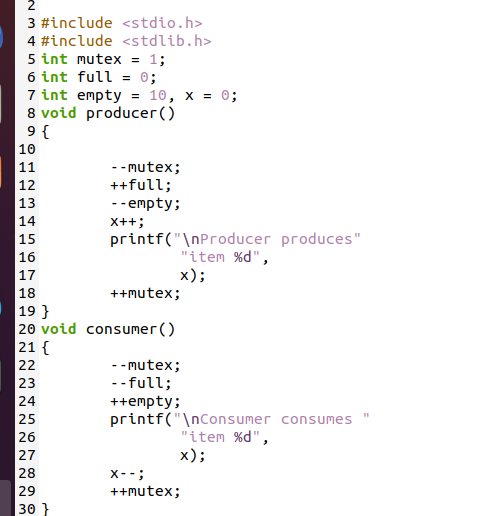 2
3 #include <stdio.h>
4 #include <stdlib.h>
5 int mutex = 1;
6 int full = 0;
7 int empty = 10, x = 0;
8 void producer()
9 {
10
11 --mutex;
12 ++full;
13 --empty;
14 x++;
15 printf("\nProducer produces"
16 "item %d",
17 x);
18 ++mutex;
19 }
20 void consumer()
21 {
22 --mutex;
23 --full;
24 ++empty;
25 printf("\nConsumer consumes "
26 "item %d",
27 x);
28 x--;
29 ++mutex;
30 }